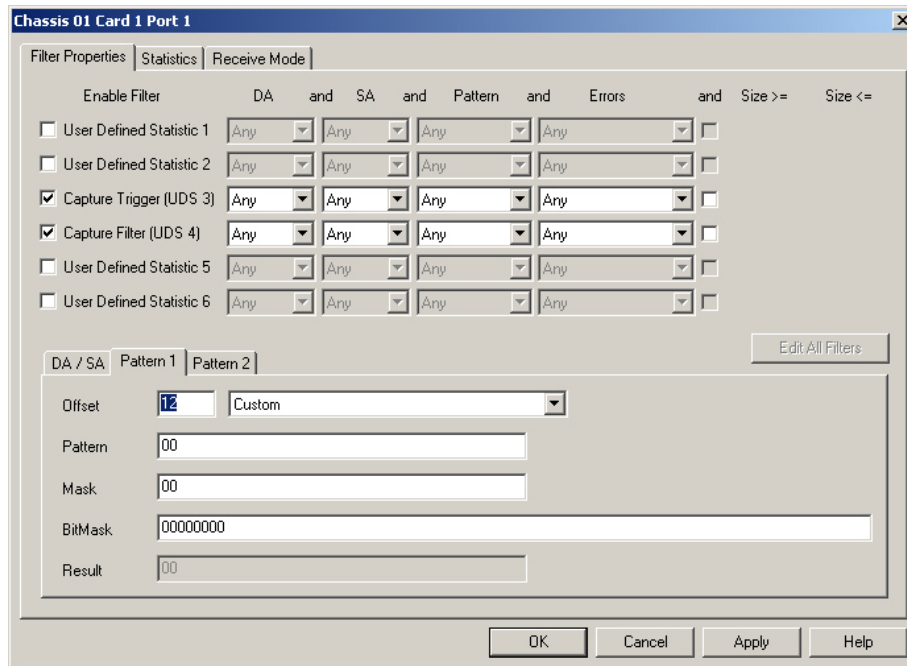 Chassis 01 Card 1 Port 1
Filter Properties Statistics Receive Mode
Enable Filter DA and SA and Pattern and Errors and Size >= Size <=
User Defined Statistic 1 Any Any Any Any
User Defined Statistic 2 Any Any Any Any
Capture Trigger (UDS 3) Any Any Any Any
Capture Filter (UDS 4) Any Any Any Any
User Defined Statistic 5 Any Any Any Any
User Defined Statistic 6 Any Any Any Any
Edit All Filters
DA / SA Pattern 1 Pattern 2
Offset 12 Custom
Pattern 00
Mask 00
BitMask 00000000
Result 00
OK Cancel Apply Help